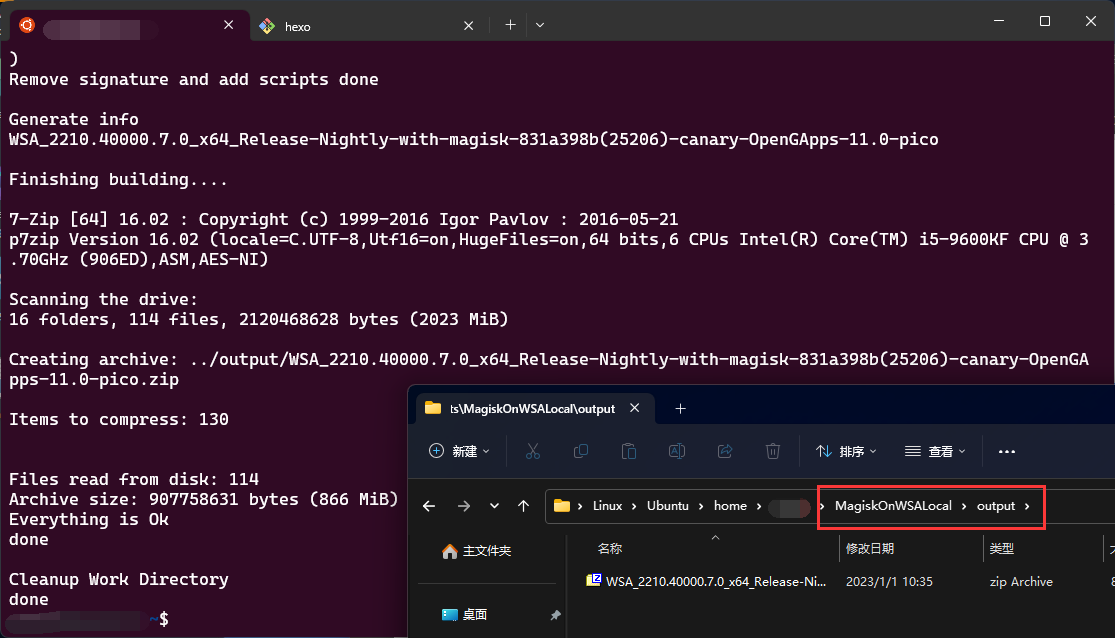 hexo
)
Remove signature and add scripts done
Generate info
WSA_2210.40000.7.0_x64_Release-Nightly-with-magisk-831a398b(25206)-canary-OpenGApps-11.0-pico
Finishing building....
7-Zip [64] 16.02 : Copyright (c) 1999-2016 Igor Pavlov : 2016-05-21
p7zip Version 16.02 (locale=C.UTF-8,Utf16=on,HugeFiles=on,64 bits,6 CPUs Intel(R) Core(TM) i5-9600KF CPU @ 3
.70GHz (906ED),ASM,AES-NI)
Scanning the drive:
16 folders, 114 files, 2120468628 bytes (2023 MiB)
Creating archive: ../output/WSA_2210.40000.7.0_x64_Release-Nightly-with-magisk-831a398b(25206)-canary-OpenGA
pps-11.0-pico.zip
Items to compress: 130
Files read from disk: 114
Archive size: 907758631 bytes (866 MiB)
Everything is Ok
done
Cleanup Work Directory
done
~$
ts\MagiskOnWSALocal\output
新建 排序 查看
Linux > Ubuntu > home > MagiskOnWSALocal > output >
主文件夹
桌面
名称 修改日期 类型
WSA_2210.40000.7.0_x64_Release-Ni... 2023/1/1 10:35 zip Archive